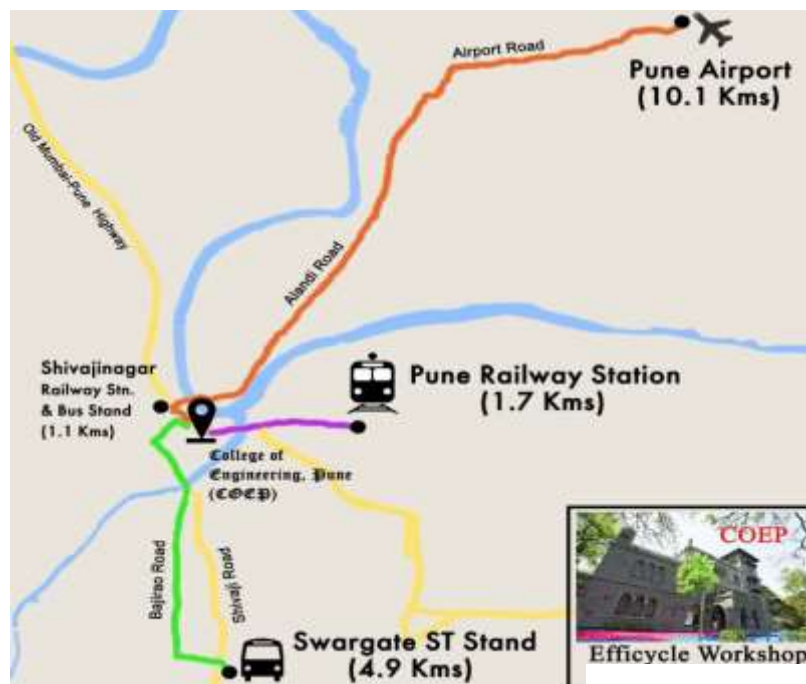 Airport Road
Pune Airport
(10.1 Kms)
Old Mumbai-Pune Highway
Alandi Road
Shivajinagar
Railway Stn.
& Bus Stand
(1.1 Kms)
Pune Railway Station
(1.7 Kms)
College of
Engineering, Pune
(COEP)
Bajirao Road
Shivaji Road
Swargate ST Stand
(4.9 Kms)
COEP
Efficycle Workshop